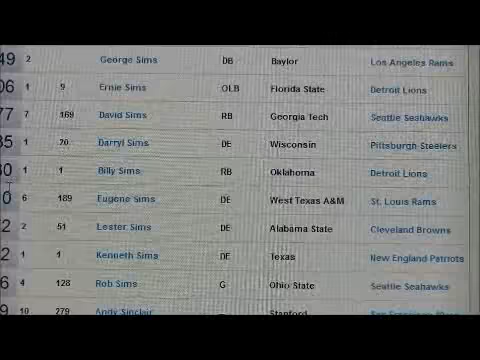 49 2 George Sims DB Baylor Los Angeles Rams
06 1 9 Ernie Sims OLB Florida State Detroit Lions
77 7 169 David Sims RB Georgia Tech Seattle Seahawks
85 1 20 Darryl Sims DE Wisconsin Pittsburgh Steelers
80 1 1 Billy Sims RB Oklahoma Detroit Lions
0 6 189 Eugene Sims DE West Texas A&M St. Louis Rams
2 2 51 Lester Sims DE Alabama State Cleveland Browns
2 1 1 Kenneth Sims DE Texas New England Patriots
6 4 128 Rob Sims G Ohio State Seattle Seahawks
9 10 279 Andy Sinclair Stanford